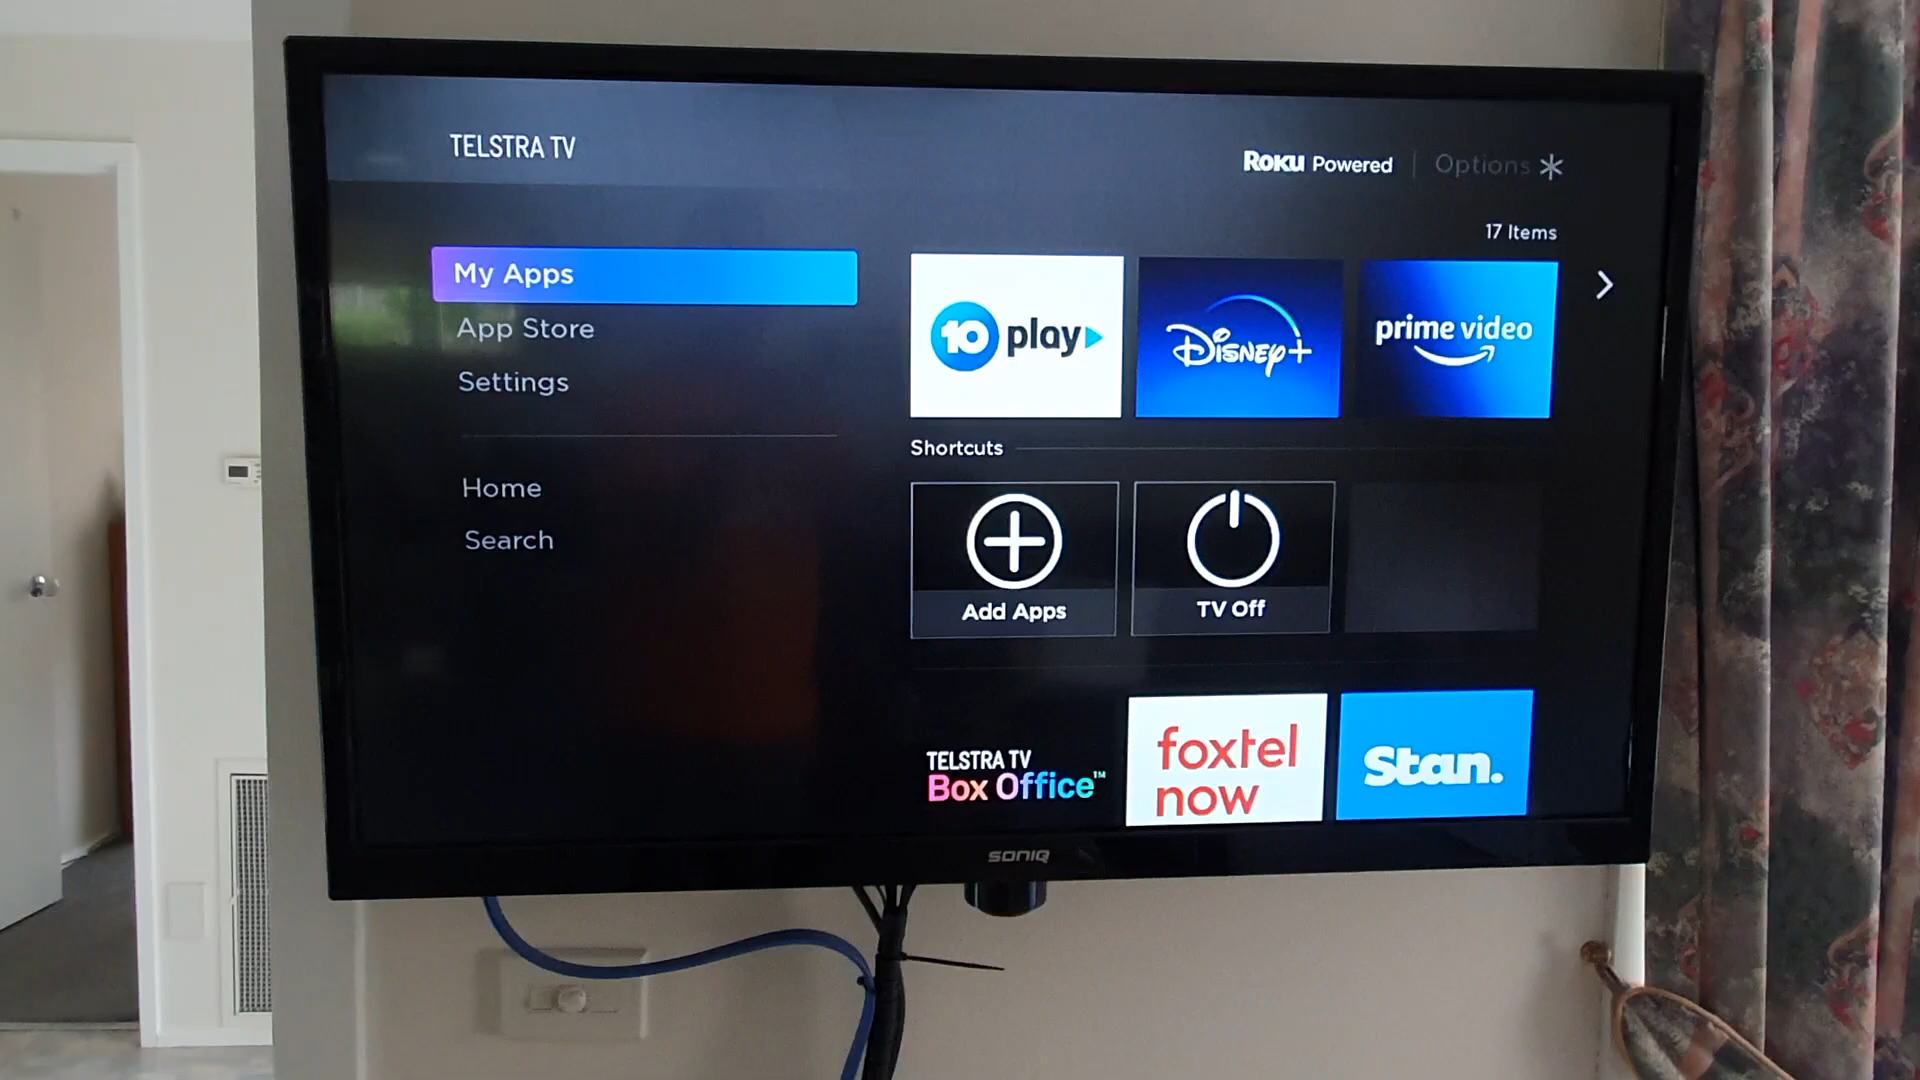 TELSTRA TV
ROKU Powered | Options
17 Items
My Apps
App Store
Settings
Home
Search
10 play
Disney+
prime video
Shortcuts
Add Apps
TV Off
TELSTRA TV
Box Office™
foxtel
now
Stan.
SONIQ